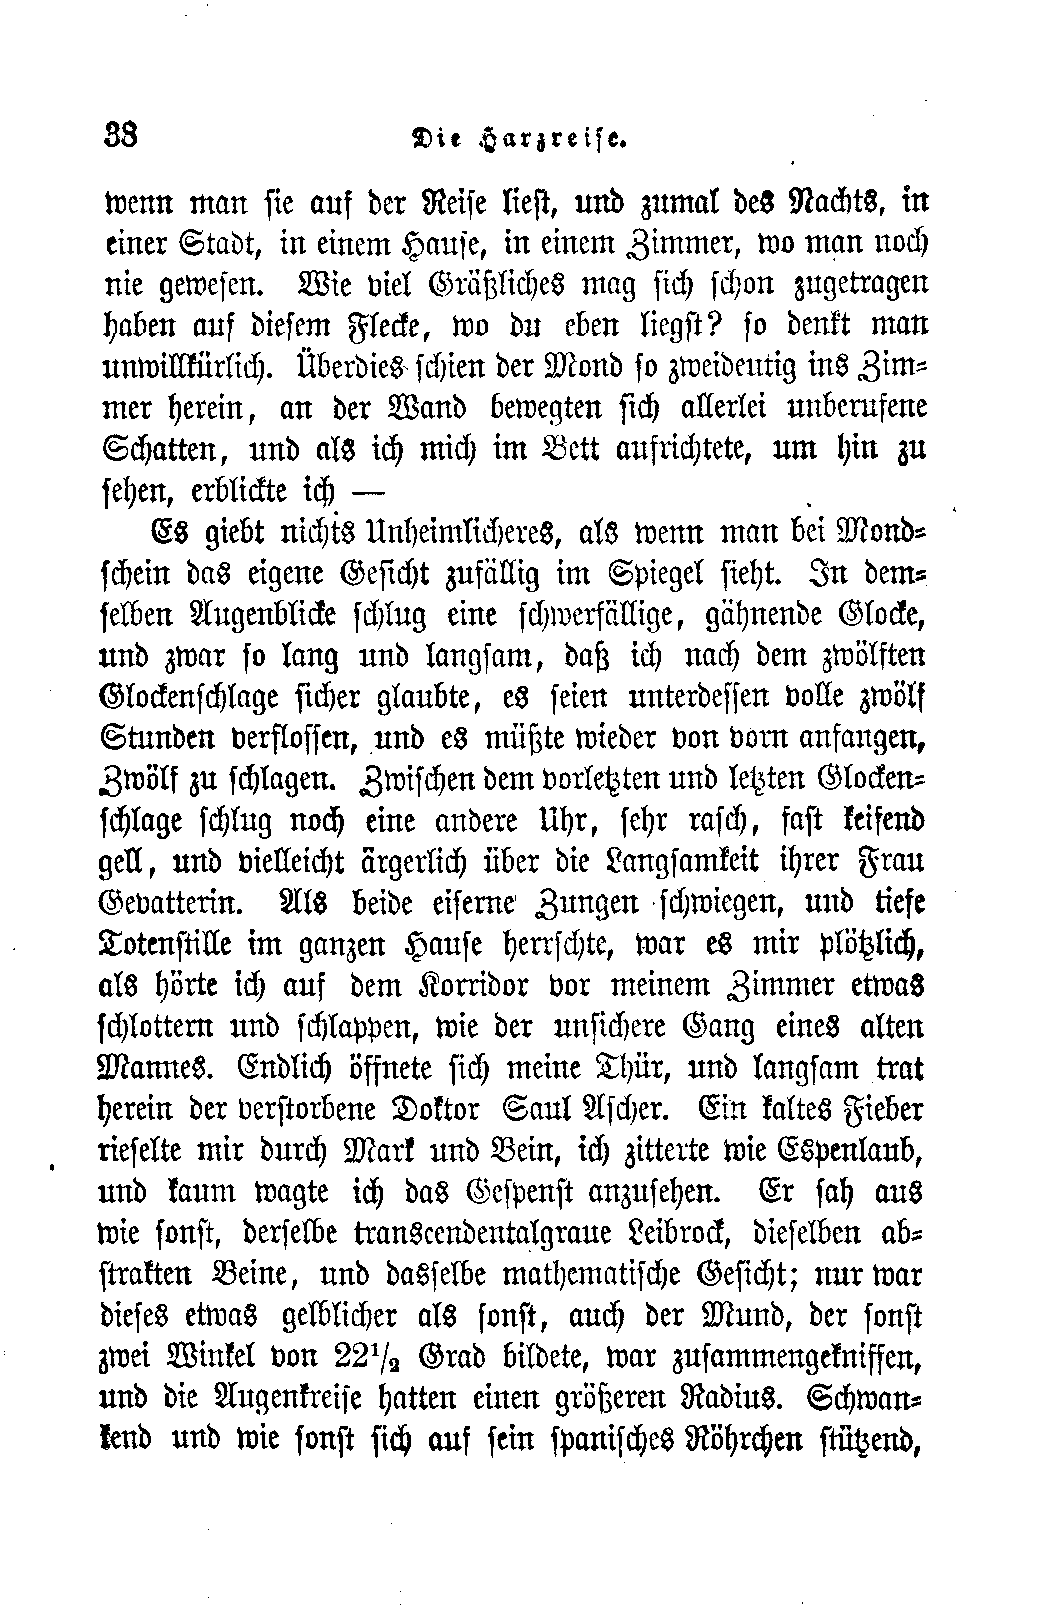 38 Die Harzreise.
wenn man sie auf der Reise liest, und zumal des Nachts, in
einer Stadt, in einem Hause, in einem Zimmer, wo man noch
nie gewesen. Wie viel Gräßliches mag sich schon zugetragen
haben auf diesem Flecke, wo du eben liegst? so denkt man
unwillkürlich. Überdies schien der Mond so zweideutig ins Zim-
mer herein, an der Wand bewegten sich allerlei unberufene
Schatten, und als ich mich im Bett aufrichtete, um hin zu
sehen, erblickte ich —
Es giebt nichts Unheimlicheres, als wenn man bei Mond-
schein das eigene Gesicht zufällig im Spiegel sieht. In dem-
selben Augenblicke schlug eine schwerfällige, gähnende Glocke,
und zwar so lang und langsam, daß ich nach dem zwölften
Glockenschlage sicher glaubte, es seien unterdessen volle zwölf
Stunden verflossen, und es müßte wieder von vorn anfangen,
Zwölf zu schlagen. Zwischen dem vorletzten und letzten Glocken-
schlage schlug noch eine andere Uhr, sehr rasch, fast keifend
gell, und vielleicht ärgerlich über die Langsamkeit ihrer Frau
Gevatterin. Als beide eiserne Zungen schwiegen, und tiefe
Totenstille im ganzen Hause herrschte, war es mir plötzlich,
als hörte ich auf dem Korridor vor meinem Zimmer etwas
schlottern und schlappen, wie der unsichere Gang eines alten
Mannes. Endlich öffnete sich meine Thür, und langsam trat
herein der verstorbene Doktor Saul Ascher. Ein kaltes Fieber
rieselte mir durch Mark und Bein, ich zitterte wie Espenlaub,
und kaum wagte ich das Gespenst anzusehen. Er sah aus
wie sonst, derselbe transcendentalgraue Leibrock, dieselben ab-
strakten Beine, und dasselbe mathematische Gesicht; nur war
dieses etwas gelblicher als sonst, auch der Mund, der sonst
zwei Winkel von 22¹/₂ Grad bildete, war zusammengekniffen,
und die Augenkreise hatten einen größeren Radius. Schwan-
kend und wie sonst sich auf sein spanisches Röhrchen stützend,